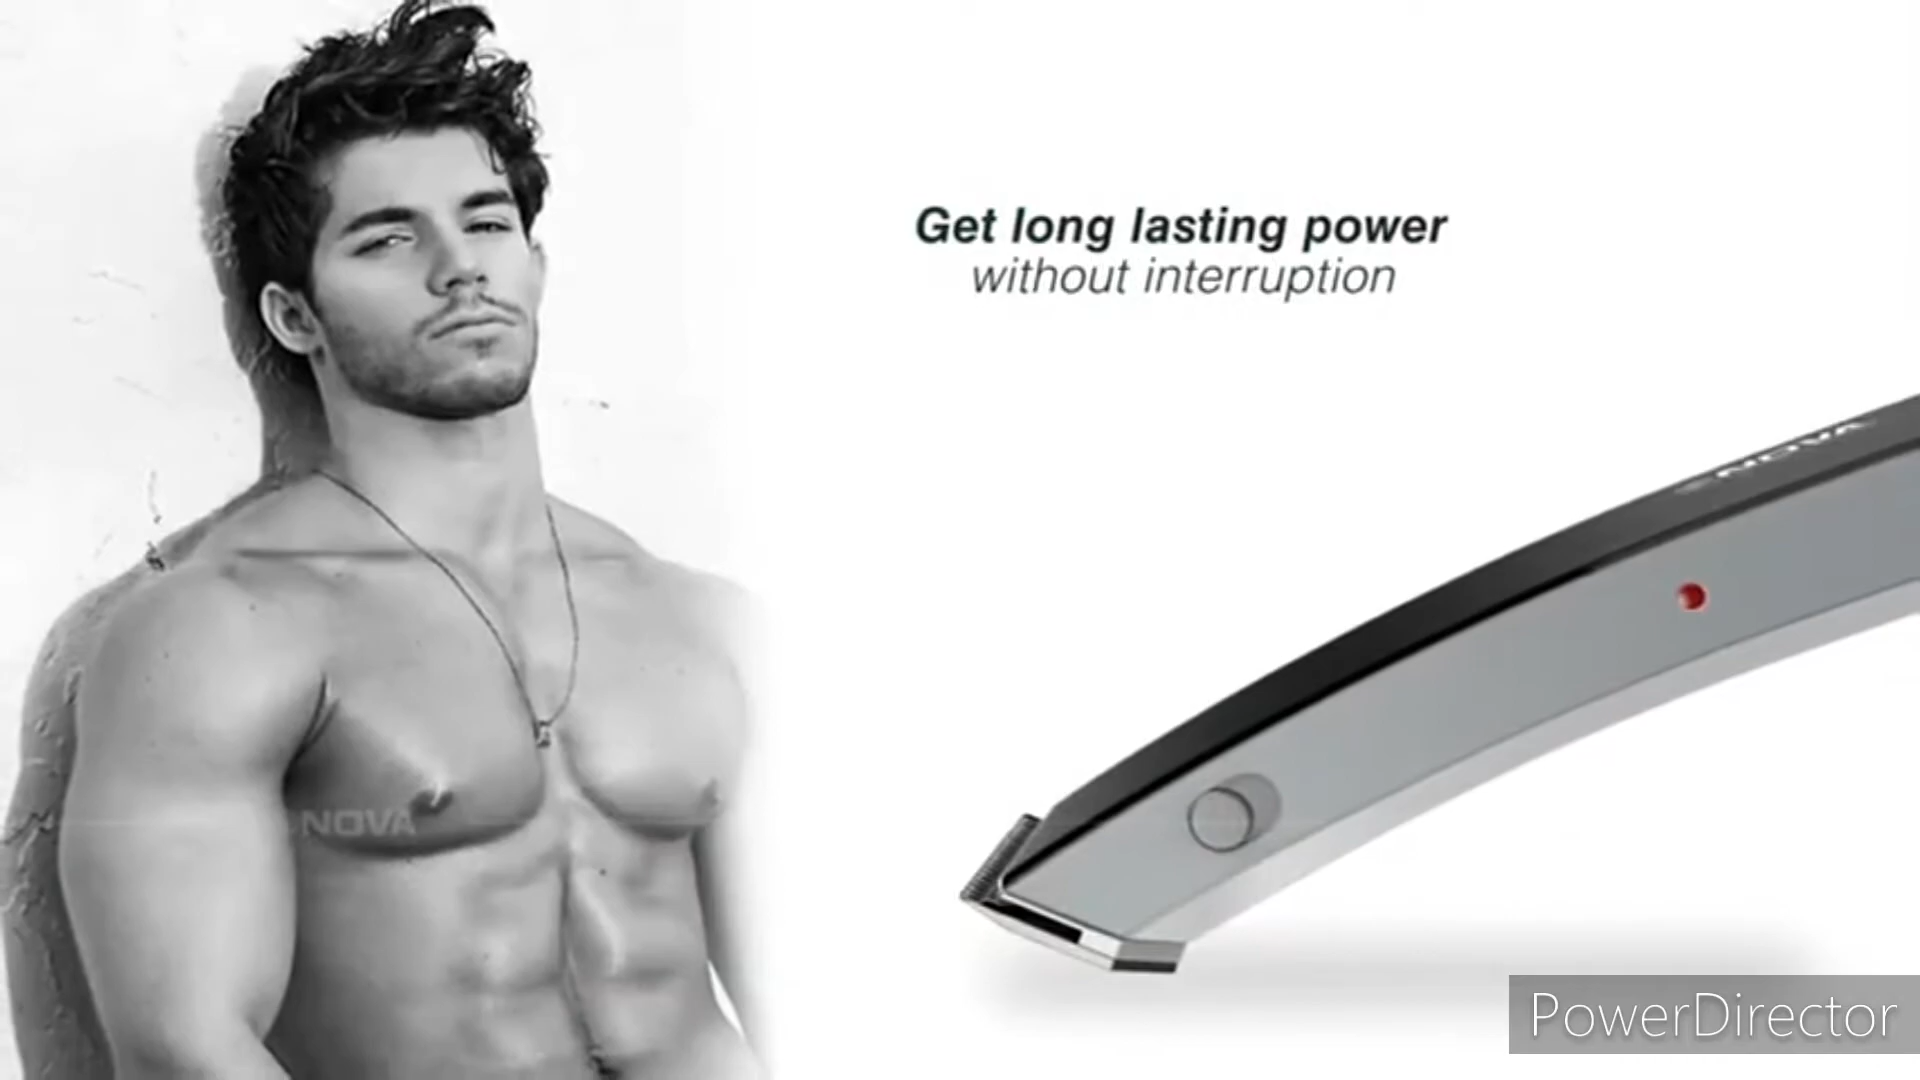 Get long lasting power
without interruption
NOVA
NOVA
PowerDirector